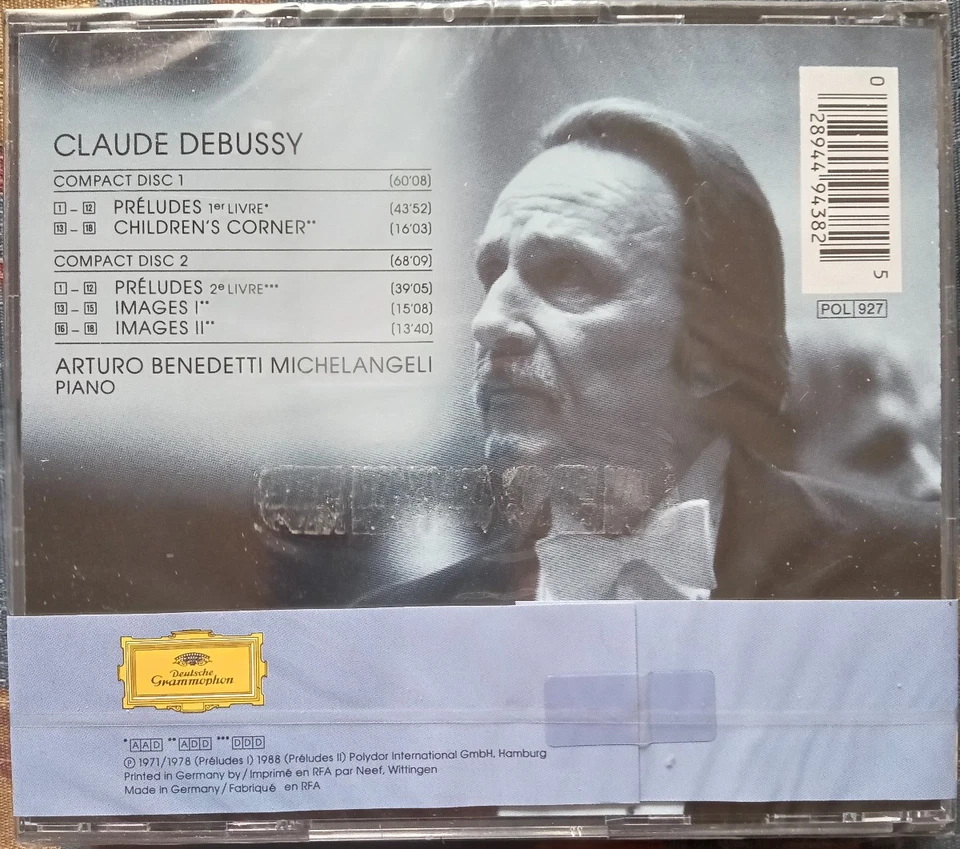 CLAUDE DEBUSSY
COMPACT DISC 1 (60'08)
1 – 12 PRÉLUDES 1er LIVRE* (43'52)
13 – 18 CHILDREN'S CORNER** (16'03)
COMPACT DISC 2 (68'09)
1 – 12 PRÉLUDES 2e LIVRE*** (39'05)
13 – 15 IMAGES I** (15'08)
16 – 18 IMAGES II** (13'40)
ARTURO BENEDETTI MICHELANGELI
PIANO
0 28944 94382 5
POL 927
Deutsche
Grammophon
*AAD **ADD ***DDD
℗ 1971/1978 (Préludes I) 1988 (Préludes II) Polydor International GmbH, Hamburg
Printed in Germany by / Imprimé en RFA par Neef, Wittingen
Made in Germany / Fabriqué en RFA